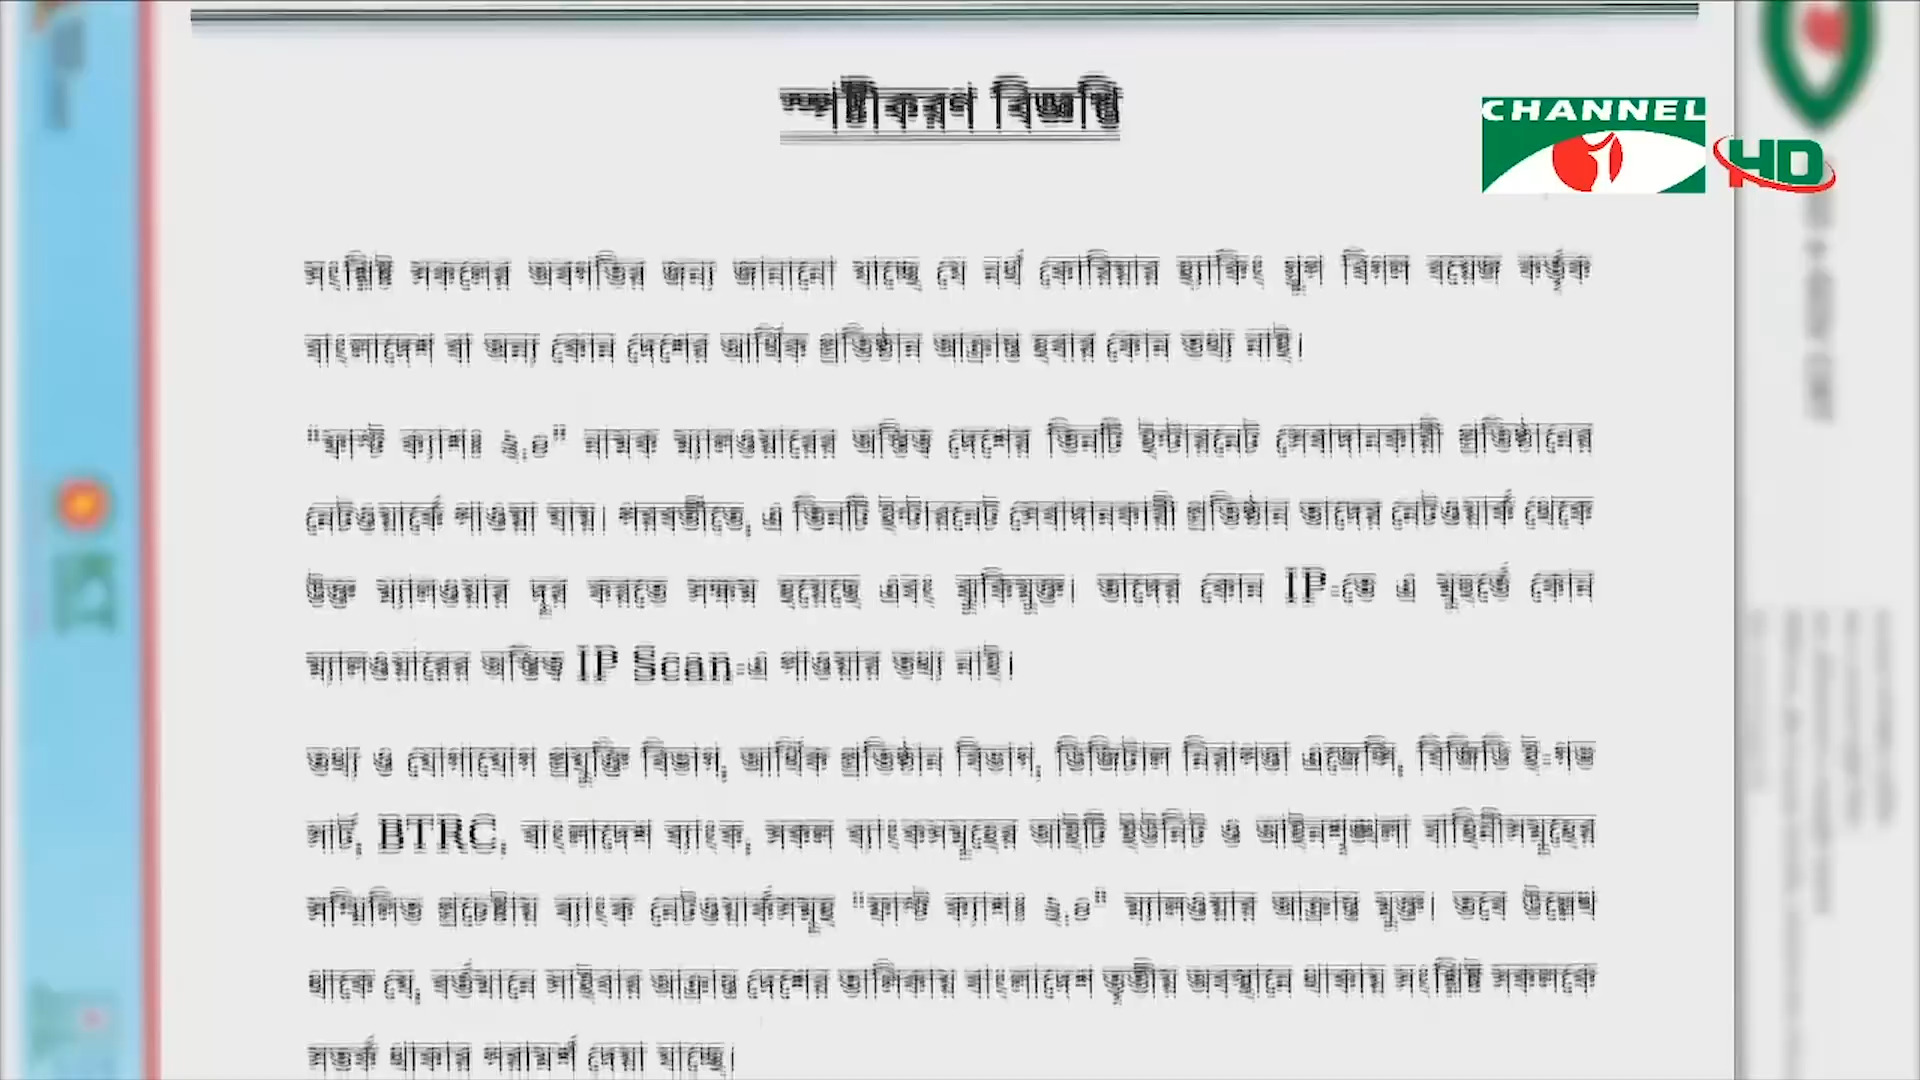 স্পষ্টীকরণ বিজ্ঞপ্তি
CHANNEL i HD
সংশ্লিষ্ট সকলের অবগতির জন্য জানানো যাচ্ছে যে নর্থ কোরিয়ার হ্যাকিং গ্রুপ বিগল বয়েজ কর্তৃক
বাংলাদেশ বা অন্য কোন দেশের আর্থিক প্রতিষ্ঠান আক্রান্ত হবার কোন তথ্য নাই।
"ফাস্ট ক্যাশঃ ২.০" নামক ম্যালওয়ারের অস্তিত্ব দেশের তিনটি ইন্টারনেট সেবাদানকারী প্রতিষ্ঠানের
নেটওয়ার্কে পাওয়া যায়। পরবর্তীতে, এ তিনটি ইন্টারনেট সেবাদানকারী প্রতিষ্ঠান তাদের নেটওয়ার্ক থেকে
উক্ত ম্যালওয়ার দূর করতে সক্ষম হয়েছে এবং ঝুকিমুক্ত। তাদের কোন IP-তে এ মুহূর্তে কোন
ম্যালওয়ারের অস্তিত্ব IP Scan-এ পাওয়ার তথ্য নাই।
তথ্য ও যোগাযোগ প্রযুক্তি বিভাগ, আর্থিক প্রতিষ্ঠান বিভাগ, ডিজিটাল নিরাপত্তা এজেন্সি, বিজিডি ই-গভ
সার্ট, BTRC, বাংলাদেশ ব্যাংক, সকল ব্যাংকসমূহের আইটি ইউনিট ও আইনশৃঙ্খলা বাহিনীসমূহের
সম্মিলিত প্রচেষ্টায় ব্যাংক নেটওয়ার্কসমূহ "ফাস্ট ক্যাশঃ ২.০" ম্যালওয়ার আক্রান্ত মুক্ত। তবে উল্লেখ
থাকে যে, বর্তমানে সাইবার আক্রান্ত দেশের তালিকায় বাংলাদেশ তৃতীয় অবস্থানে থাকায় সংশ্লিষ্ট সকলকে
সতর্ক থাকার পরামর্শ দেয়া যাচ্ছে।